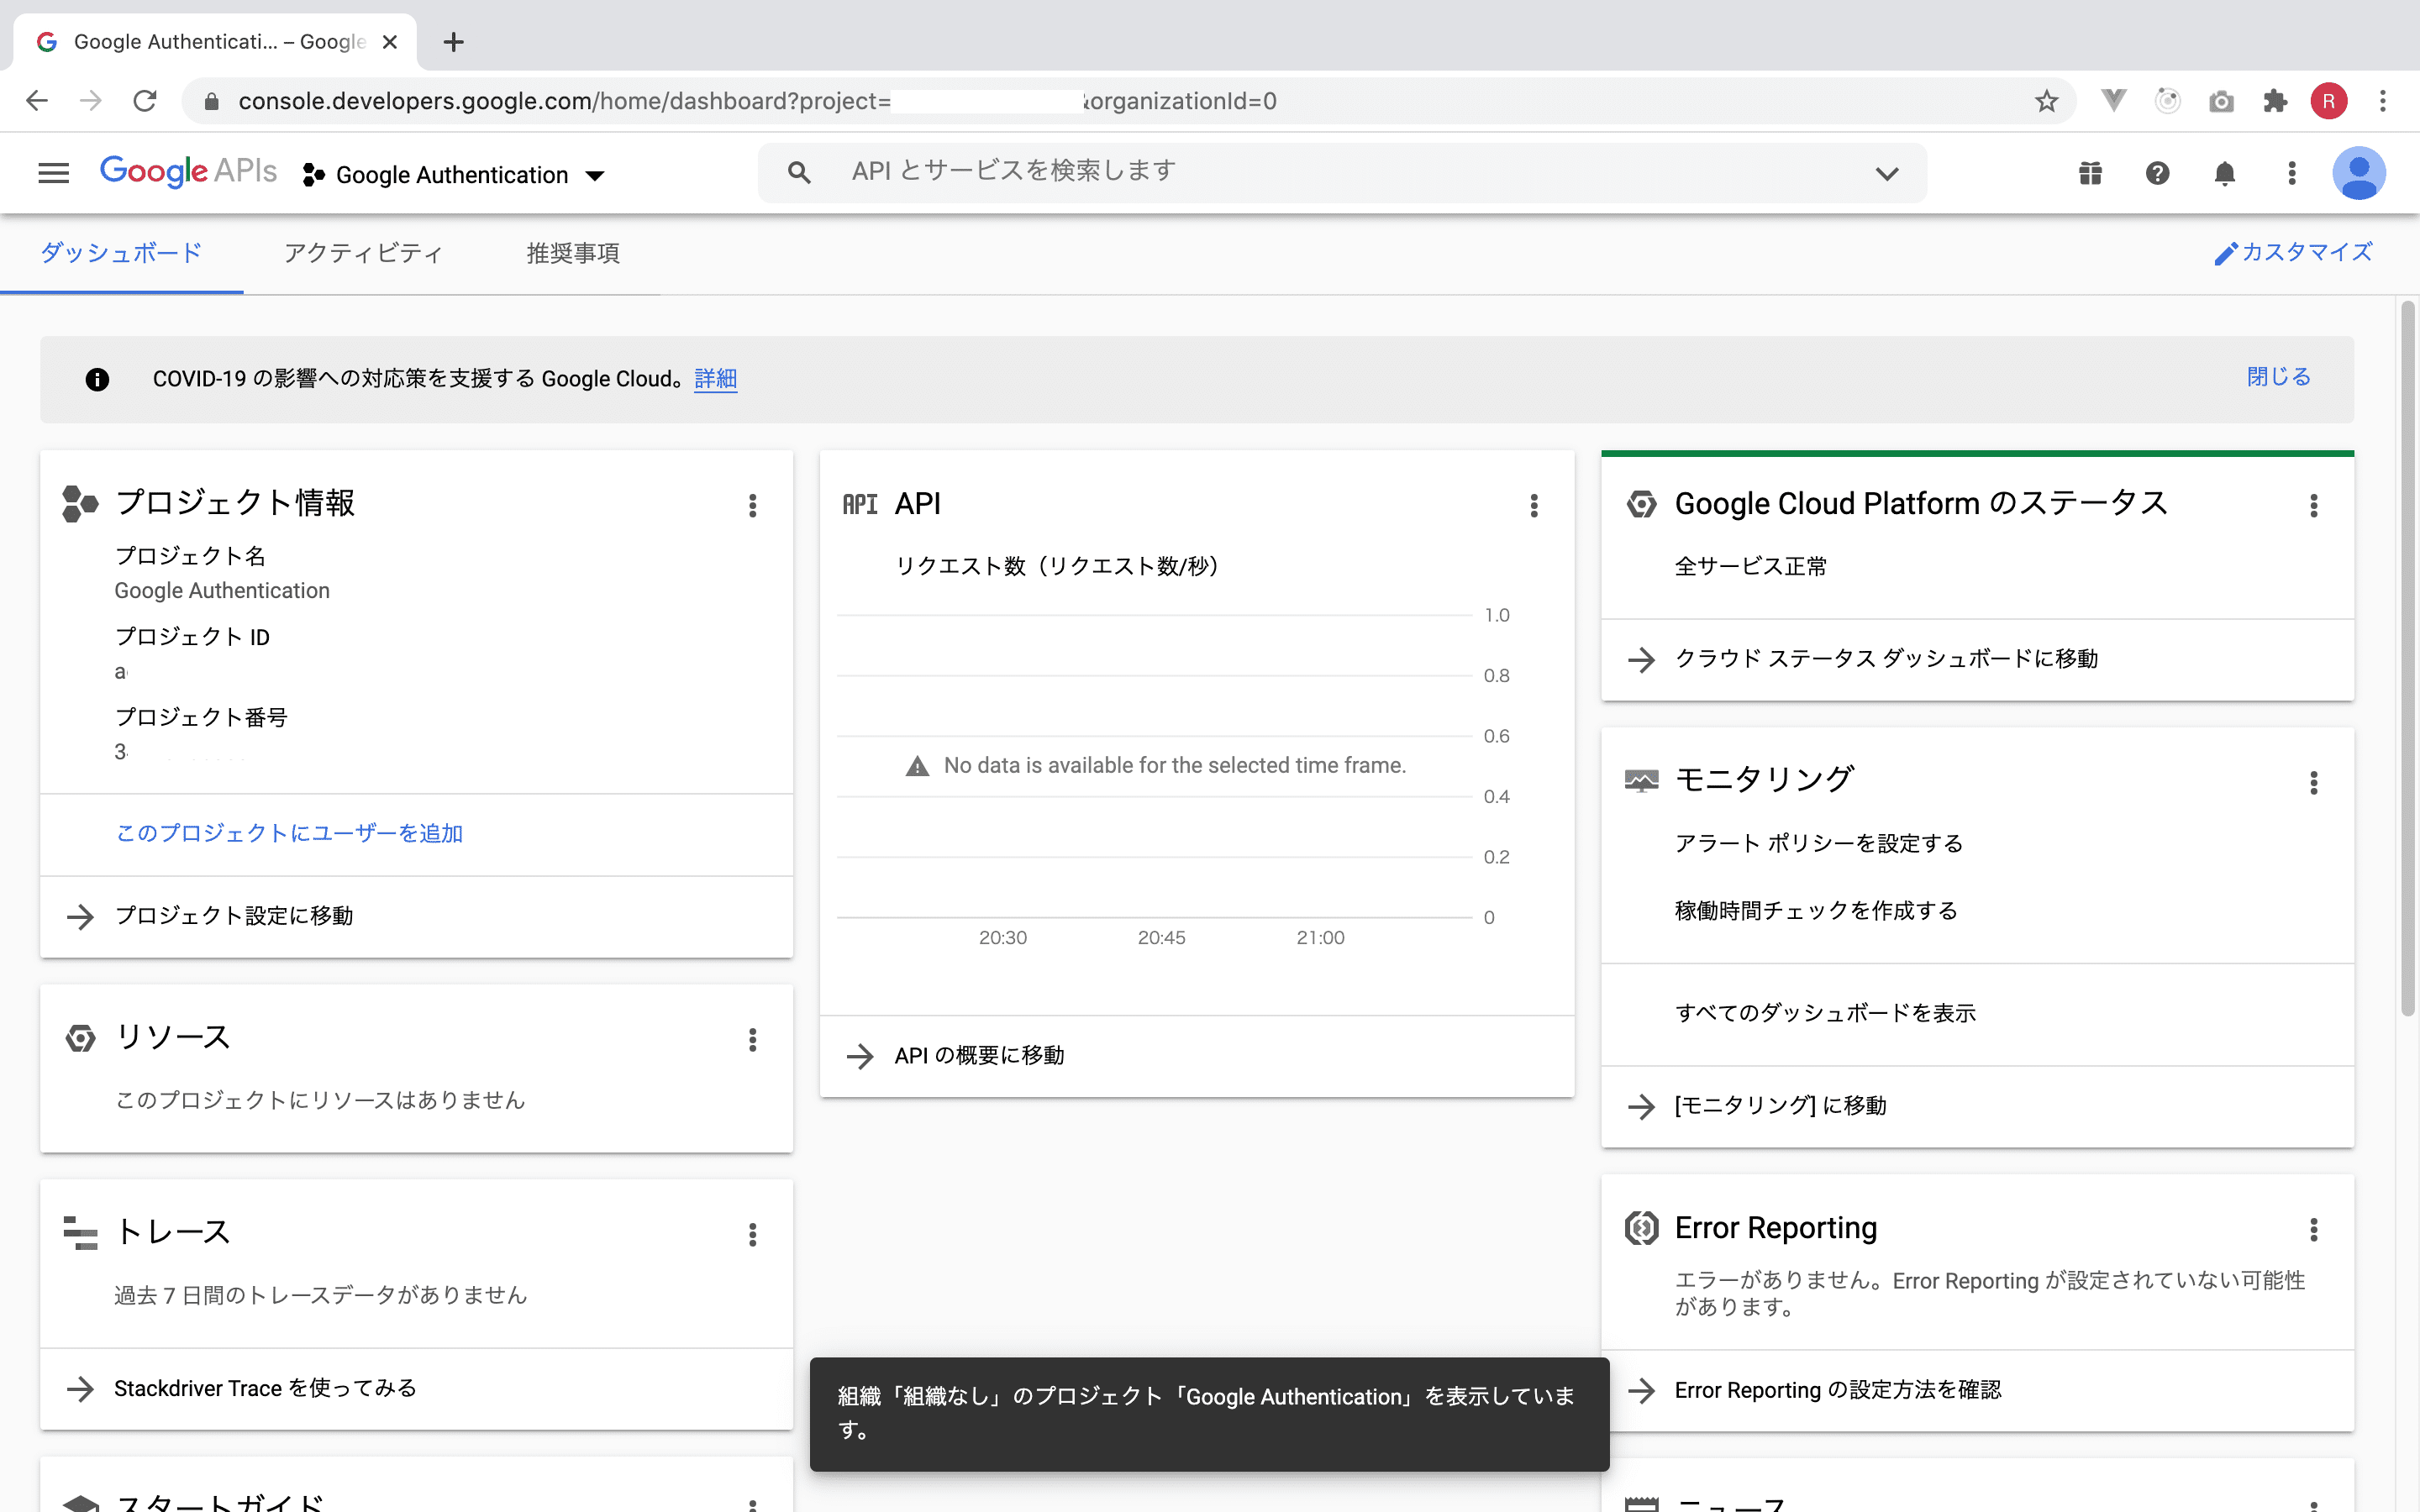 Google Authenticati... – Google
console.developers.google.com/home/dashboard?project= &organizationId=0
R
Google APIs
Google Authentication
API とサービスを検索します
ダッシュボード
アクティビティ
推奨事項
カスタマイズ
COVID-19 の影響への対応策を支援する Google Cloud。詳細
閉じる
プロジェクト情報
プロジェクト名
Google Authentication
プロジェクト ID
a
プロジェクト番号
3
このプロジェクトにユーザーを追加
プロジェクト設定に移動
リソース
このプロジェクトにリソースはありません
トレース
過去 7 日間のトレースデータがありません
Stackdriver Trace を使ってみる
スタートガイド
API API
リクエスト数（リクエスト数/秒）
1.0
0.8
0.6
No data is available for the selected time frame.
0.4
0.2
0
20:30 20:45 21:00
API の概要に移動
Google Cloud Platform のステータス
全サービス正常
クラウド ステータス ダッシュボードに移動
モニタリング
アラート ポリシーを設定する
稼働時間チェックを作成する
すべてのダッシュボードを表示
[モニタリング] に移動
Error Reporting
エラーがありません。Error Reporting が設定されていない可能性
があります。
Error Reporting の設定方法を確認
ニュース
組織「組織なし」のプロジェクト「Google Authentication」を表示していま
す。